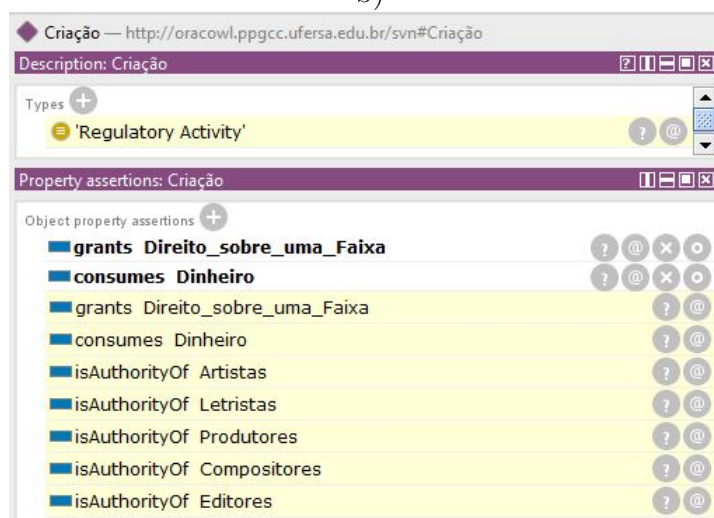 b)
Criação — http://oracowl.ppgcc.ufersa.edu.br/svn#Criação
Description: Criação
Types
'Regulatory Activity'
Property assertions: Criação
Object property assertions
grants Direito_sobre_uma_Faixa
consumes Dinheiro
grants Direito_sobre_uma_Faixa
consumes Dinheiro
isAuthorityOf Artistas
isAuthorityOf Letristas
isAuthorityOf Produtores
isAuthorityOf Compositores
isAuthorityOf Editores